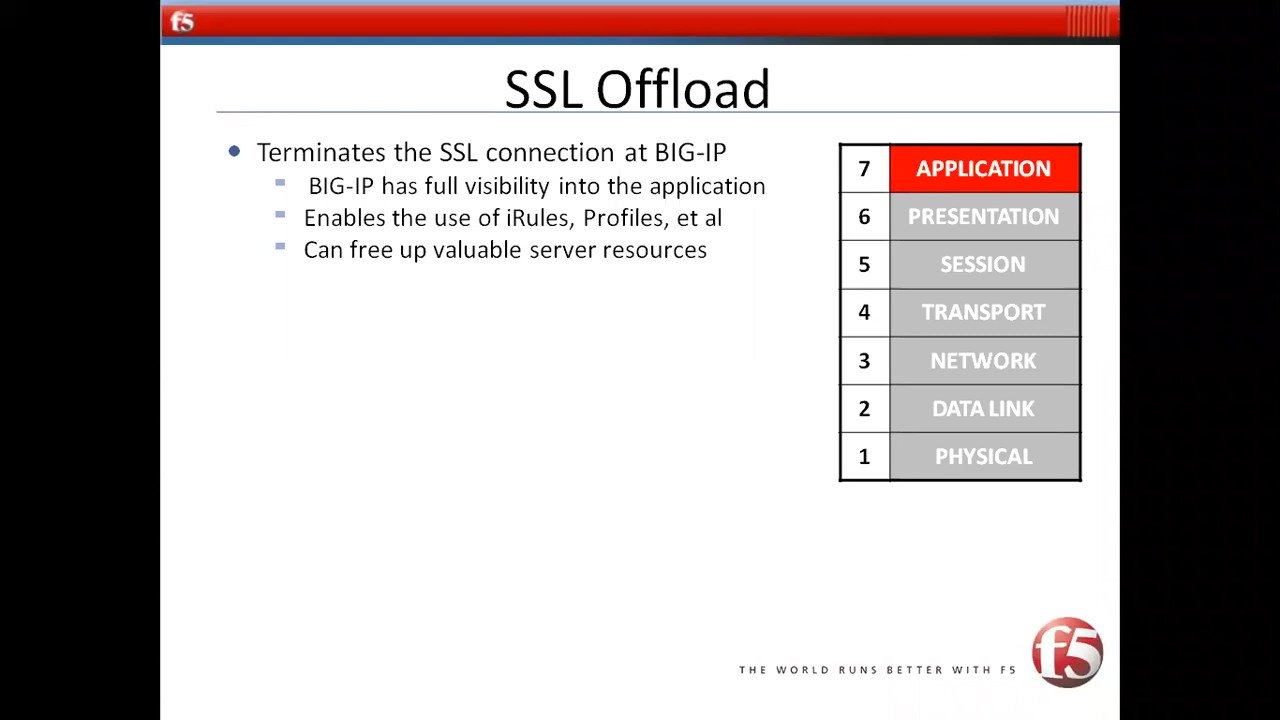 f5
SSL Offload
Terminates the SSL connection at BIG-IP
BIG-IP has full visibility into the application
Enables the use of iRules, Profiles, et al
Can free up valuable server resources
7 APPLICATION
6 PRESENTATION
5 SESSION
4 TRANSPORT
3 NETWORK
2 DATA LINK
1 PHYSICAL
THE WORLD RUNS BETTER WITH F5
f5